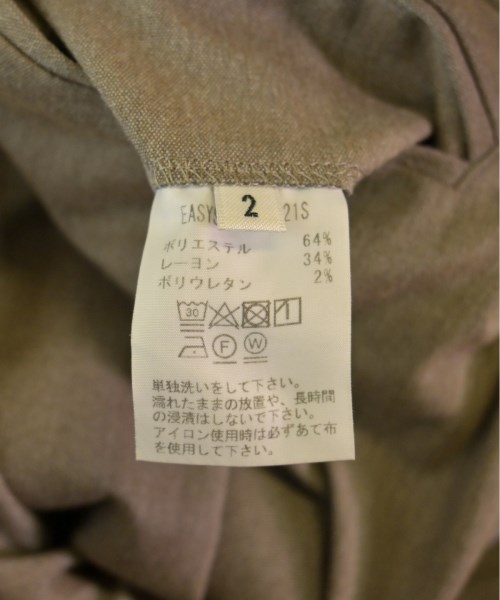 2
EASY 21S
ポリエステル 64%
レーヨン 34%
ポリウレタン 2%
30
F W
単独洗いをして下さい。
濡れたままの放置や、長時間
の浸漬はしないで下さい。
アイロン使用時は必ずあて布
を使用して下さい。